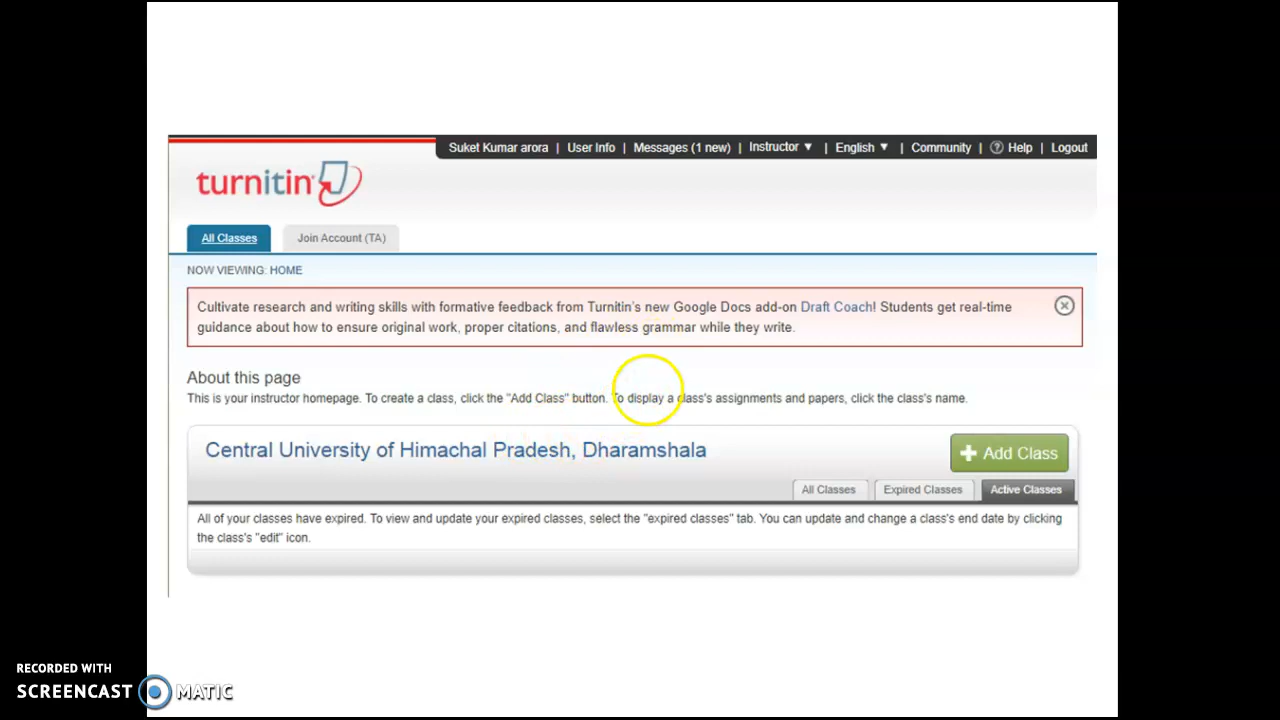 Suket Kumar arora | User Info | Messages (1 new) | Instructor ▼ | English ▼ | Community | ? Help | Logout
turnitin
All Classes Join Account (TA)
NOW VIEWING: HOME
Cultivate research and writing skills with formative feedback from Turnitin's new Google Docs add-on Draft Coach! Students get real-time
guidance about how to ensure original work, proper citations, and flawless grammar while they write.
About this page
This is your instructor homepage. To create a class, click the "Add Class" button. To display a class's assignments and papers, click the class's name.
Central University of Himachal Pradesh, Dharamshala
Add Class
All Classes Expired Classes Active Classes
All of your classes have expired. To view and update your expired classes, select the "expired classes" tab. You can update and change a class's end date by clicking
the class's "edit" icon.
RECORDED WITH
SCREENCAST MATIC